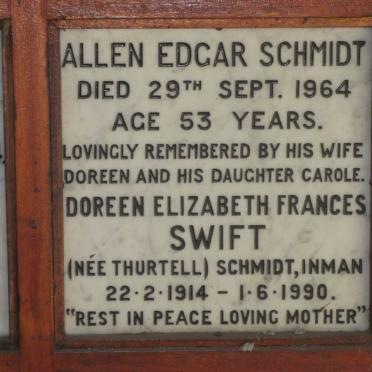 ALLEN EDGAR SCHMIDT
DIED 29TH SEPT. 1964
AGE 53 YEARS.
LOVINGLY REMEMBERED BY HIS WIFE
DOREEN AND HIS DAUGHTER CAROLE.
DOREEN ELIZABETH FRANCES
SWIFT
(NÉE THURTELL) SCHMIDT, INMAN
22·2·1914 – 1·6·1990.
"REST IN PEACE LOVING MOTHER"